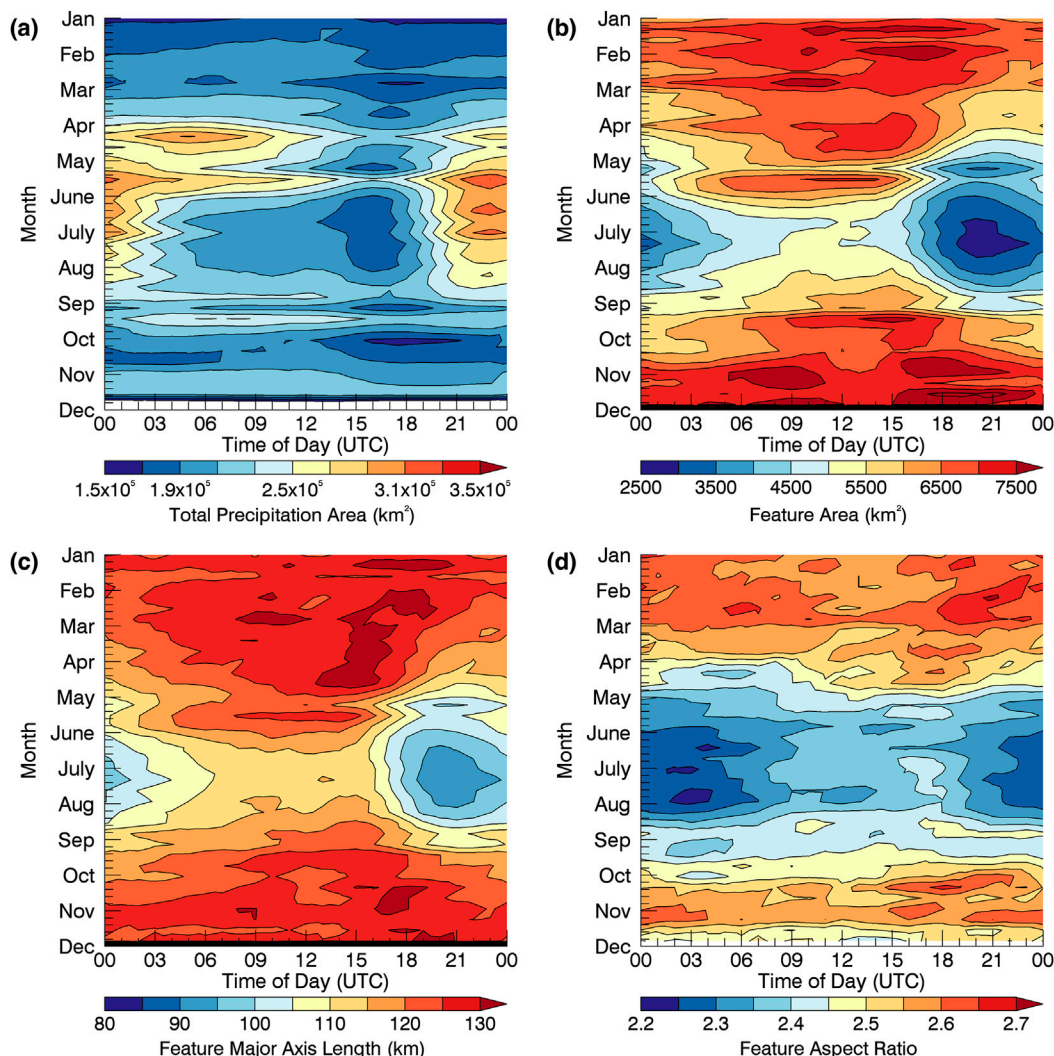 (a)
Jan
Feb
Mar
Apr
May
June
July
Aug
Sep
Oct
Nov
Dec
Month
00 03 06 09 12 15 18 21 00
Time of Day (UTC)
1.5x10⁵ 1.9x10⁵ 2.5x10⁵ 3.1x10⁵ 3.5x10⁵
Total Precipitation Area (km²)
(b)
Jan
Feb
Mar
Apr
May
June
July
Aug
Sep
Oct
Nov
Dec
Month
00 03 06 09 12 15 18 21 00
Time of Day (UTC)
2500 3500 4500 5500 6500 7500
Feature Area (km²)
(c)
Jan
Feb
Mar
Apr
May
June
July
Aug
Sep
Oct
Nov
Dec
Month
00 03 06 09 12 15 18 21 00
Time of Day (UTC)
80 90 100 110 120 130
Feature Major Axis Length (km)
(d)
Jan
Feb
Mar
Apr
May
June
July
Aug
Sep
Oct
Nov
Dec
Month
00 03 06 09 12 15 18 21 00
Time of Day (UTC)
2.2 2.3 2.4 2.5 2.6 2.7
Feature Aspect Ratio